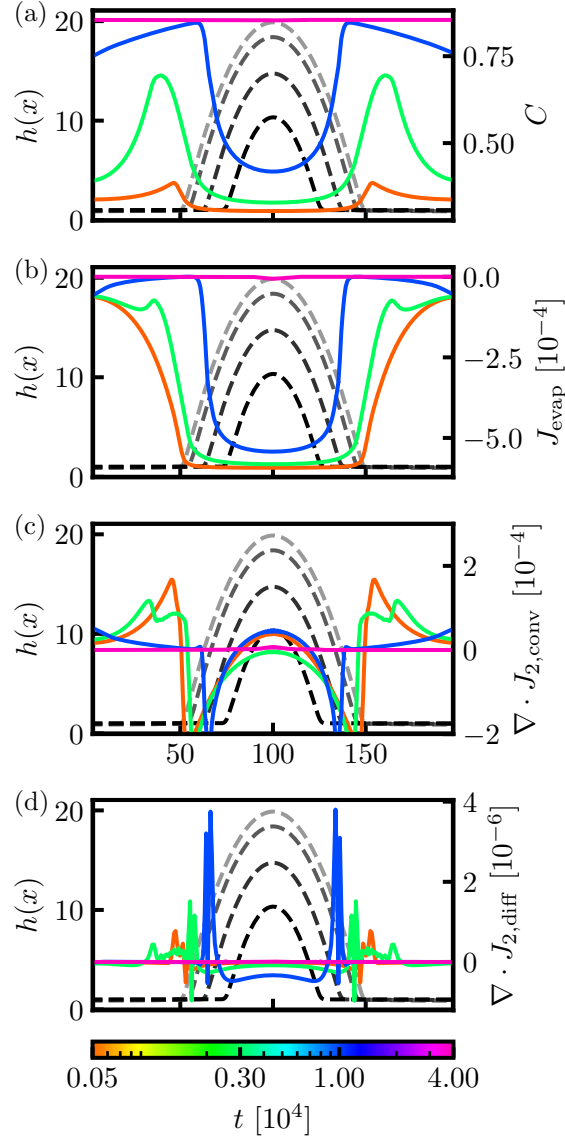 (a)
20
10
0
h(x)
0.75
0.50
C
(b)
20
10
0
h(x)
0.0
−2.5
−5.0
J_evap [10^−4]
(c)
20
10
0
h(x)
2
0
−2
∇ · J_2,conv [10^−4]
50 100 150
(d)
20
10
0
h(x)
4
2
0
∇ · J_2,diff [10^−6]
0.05 0.30 1.00 4.00
t [10^4]